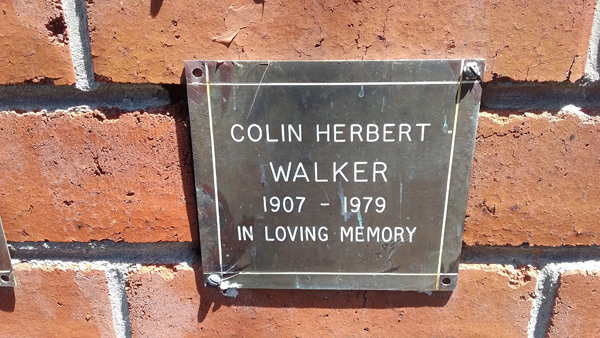 COLIN HERBERT
WALKER
1907 - 1979
IN LOVING MEMORY